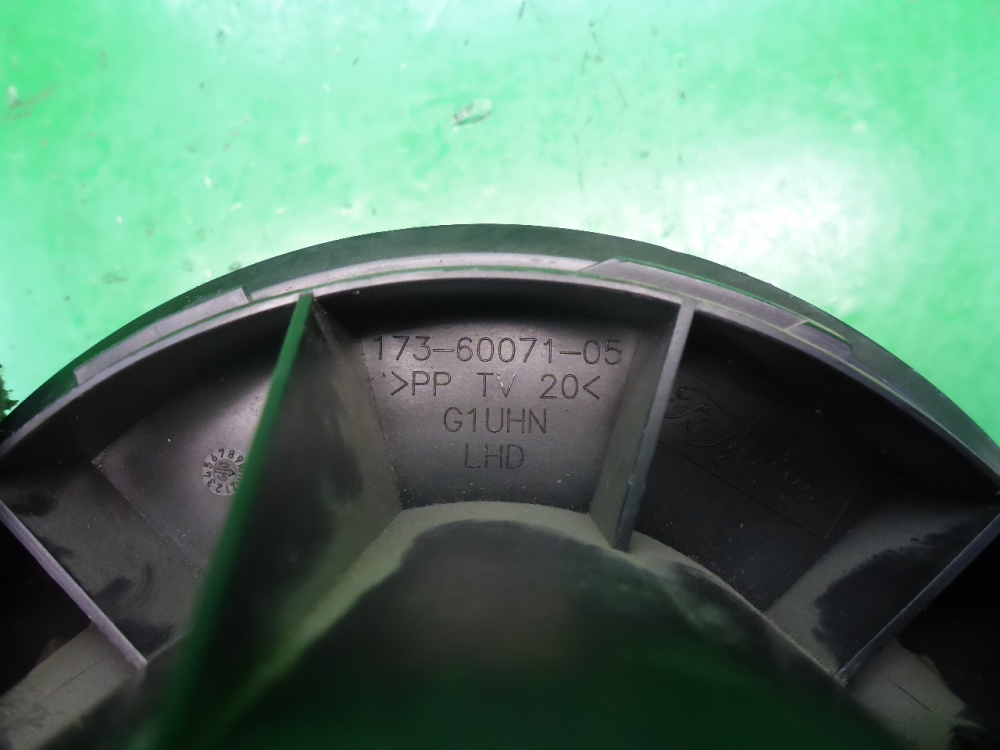 173-60071-05
>PP TV 20<
G1UHN
LHD